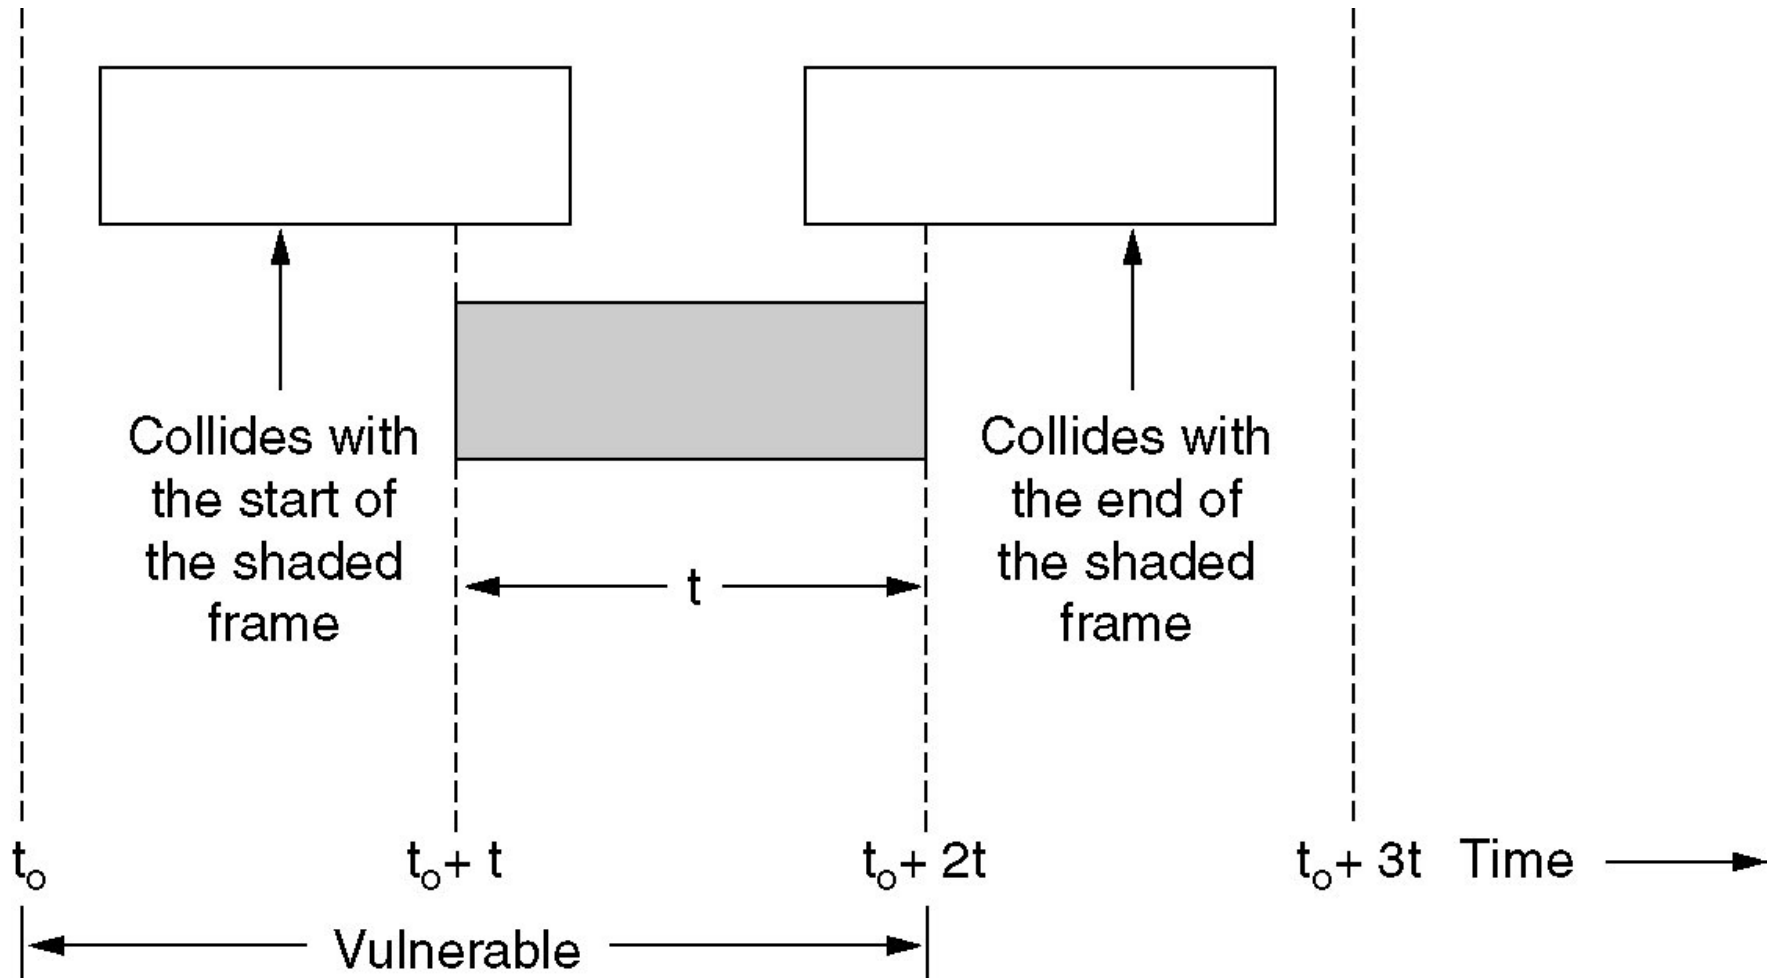 Collides with
the start of
the shaded
frame
Collides with
the end of
the shaded
frame
t
t₀ t₀+ t t₀+ 2t t₀+ 3t Time
Vulnerable